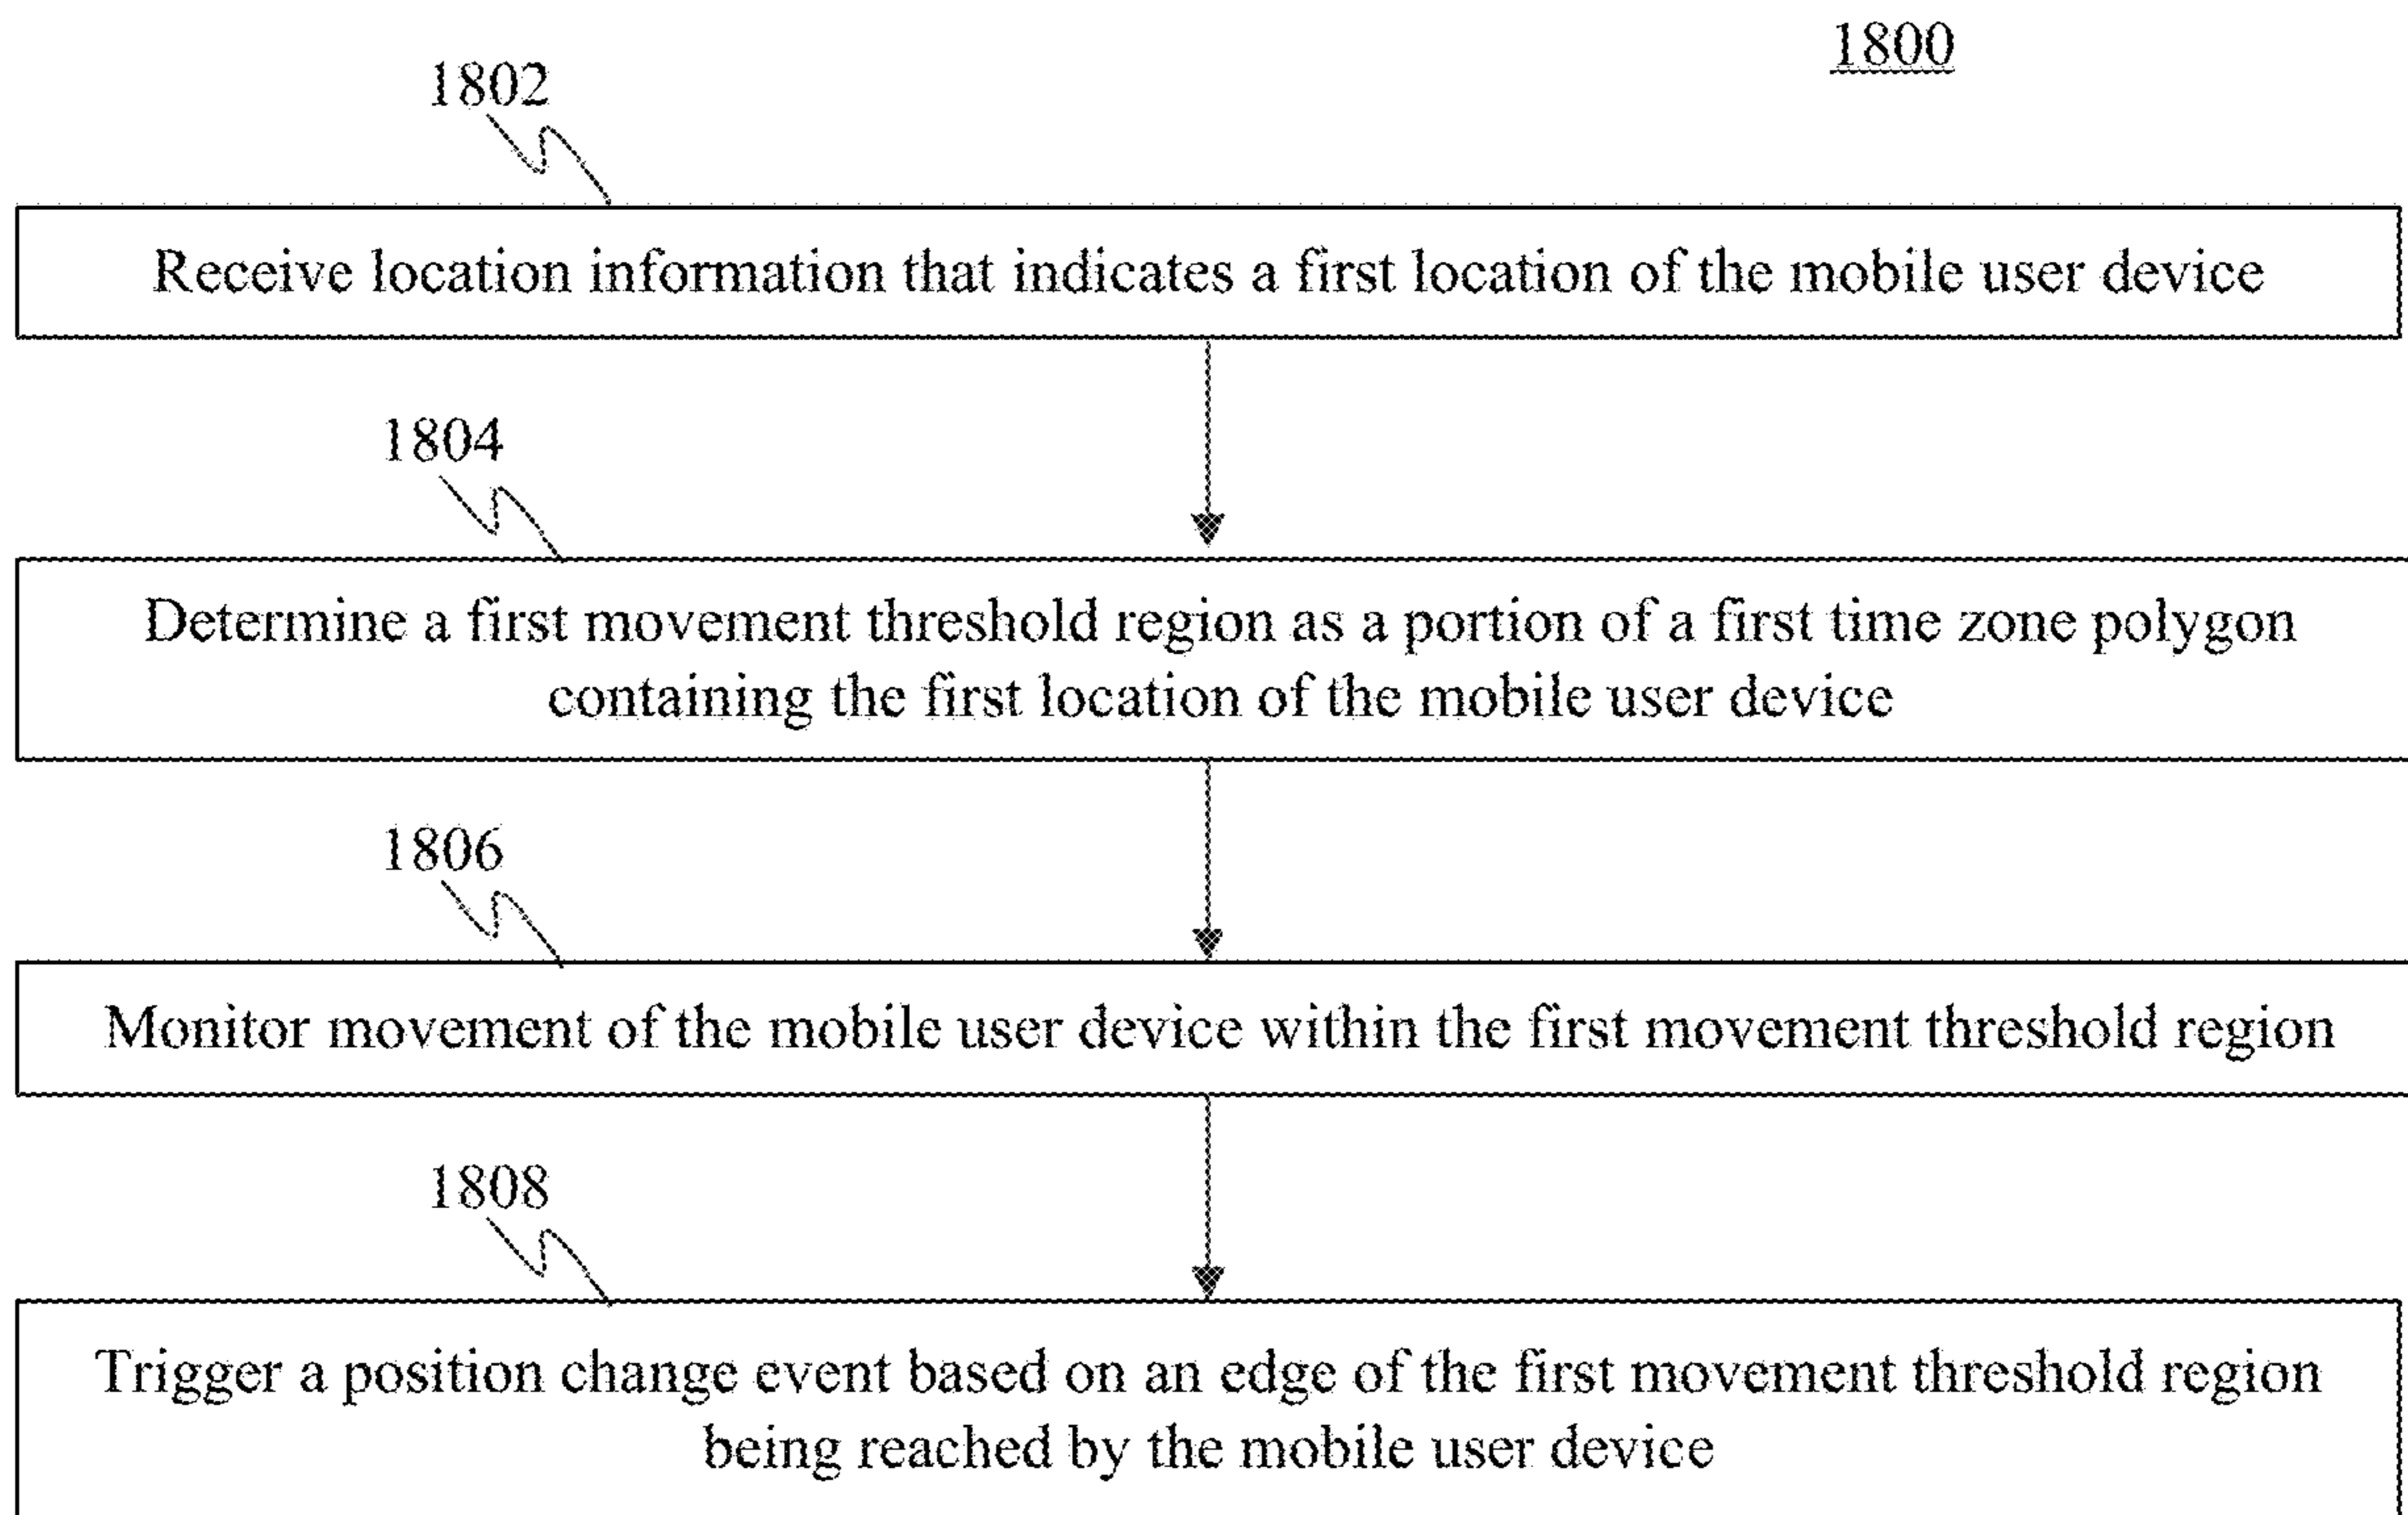 1800
1802
Receive location information that indicates a first location of the mobile user device
1804
Determine a first movement threshold region as a portion of a first time zone polygon
containing the first location of the mobile user device
1806
Monitor movement of the mobile user device within the first movement threshold region
1808
Trigger a position change event based on an edge of the first movement threshold region
being reached by the mobile user device